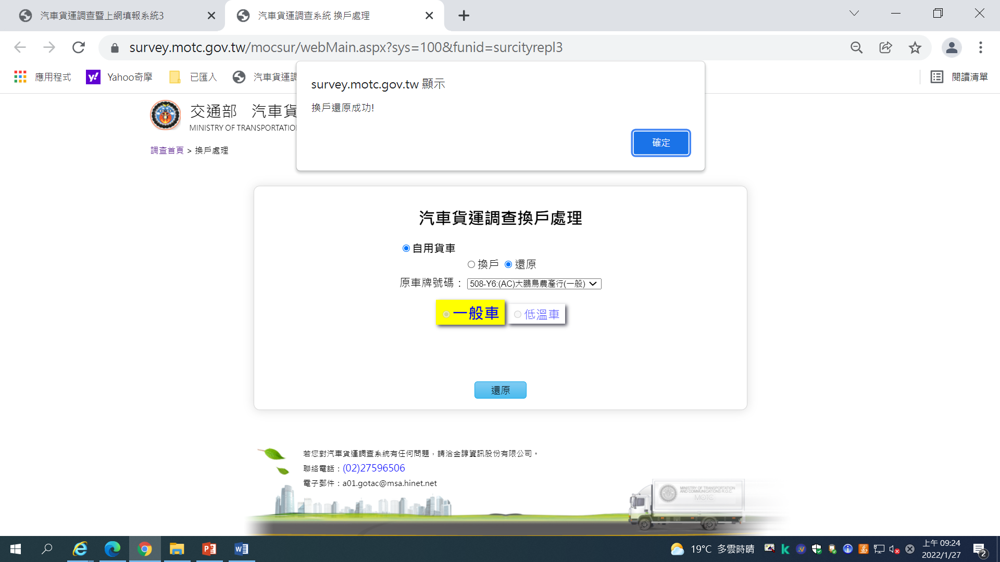 汽車貨運調查暨上網填報系統3
汽車貨運調查系統 換戶處理
survey.motc.gov.tw/mocsur/webMain.aspx?sys=100&funid=surcityrepl3
應用程式
Yahoo奇摩
已匯入
汽車貨運調
閱讀清單
survey.motc.gov.tw 顯示
換戶還原成功!
確定
交通部 汽車貨
MINISTRY OF TRANSPORTATIO
調查首頁 > 換戶處理
汽車貨運調查換戶處理
自用貨車
換戶 還原
原車牌號碼： 508-Y6:(AC)大鵬鳥農產行(一般)
一般車 低溫車
還原
若您對汽車貨運調查系統有任何問題，請洽金諄資訊股份有限公司。
聯絡電話：(02)27596506
電子郵件：a01.gotac@msa.hinet.net
MINISTRY OF TRANSPORTATION
AND COMMUNICATIONS R.O.C.
MOTC
19°C 多雲時晴
上午 09:24
2022/1/27
2